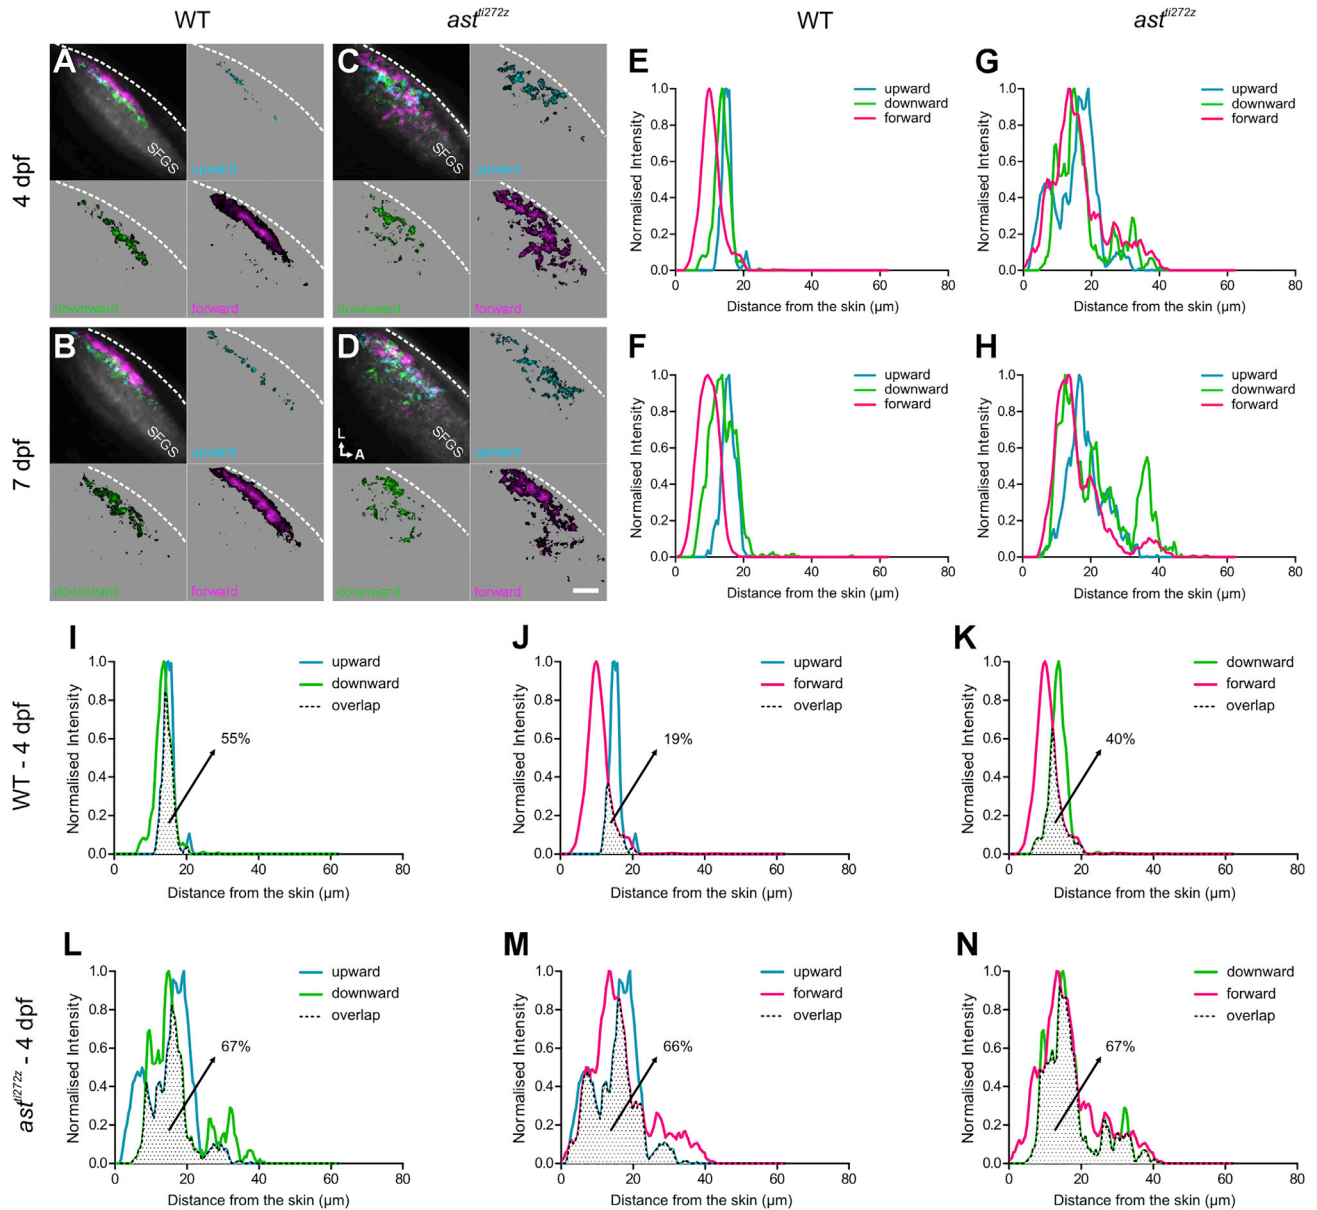 WT
ast^ti272z
WT
ast^ti272z
4 dpf
A
SFGS
upward
downward
forward
C
SFGS
upward
downward
forward
E
1.0
0.8
0.6
0.4
0.2
0.0
0 20 40 60 80
Normalised Intensity
Distance from the skin (µm)
upward
downward
forward
G
1.0
0.8
0.6
0.4
0.2
0.0
0 20 40 60 80
Normalised Intensity
Distance from the skin (µm)
upward
downward
forward
7 dpf
B
SFGS
upward
downward
forward
D
L
A
SFGS
upward
downward
forward
F
1.0
0.8
0.6
0.4
0.2
0.0
0 20 40 60 80
Normalised Intensity
Distance from the skin (µm)
upward
downward
forward
H
1.0
0.8
0.6
0.4
0.2
0.0
0 20 40 60 80
Normalised Intensity
Distance from the skin (µm)
upward
downward
forward
WT - 4 dpf
I
1.0
0.8
0.6
0.4
0.2
0.0
0 20 40 60 80
Normalised Intensity
Distance from the skin (µm)
upward
downward
overlap
55%
J
1.0
0.8
0.6
0.4
0.2
0.0
0 20 40 60 80
Normalised Intensity
Distance from the skin (µm)
upward
forward
overlap
19%
K
1.0
0.8
0.6
0.4
0.2
0.0
0 20 40 60 80
Normalised Intensity
Distance from the skin (µm)
downward
forward
overlap
40%
ast^ti272z - 4 dpf
L
1.0
0.8
0.6
0.4
0.2
0.0
0 20 40 60 80
Normalised Intensity
Distance from the skin (µm)
upward
downward
overlap
67%
M
1.0
0.8
0.6
0.4
0.2
0.0
0 20 40 60 80
Normalised Intensity
Distance from the skin (µm)
upward
forward
overlap
66%
N
1.0
0.8
0.6
0.4
0.2
0.0
0 20 40 60 80
Normalised Intensity
Distance from the skin (µm)
downward
forward
overlap
67%